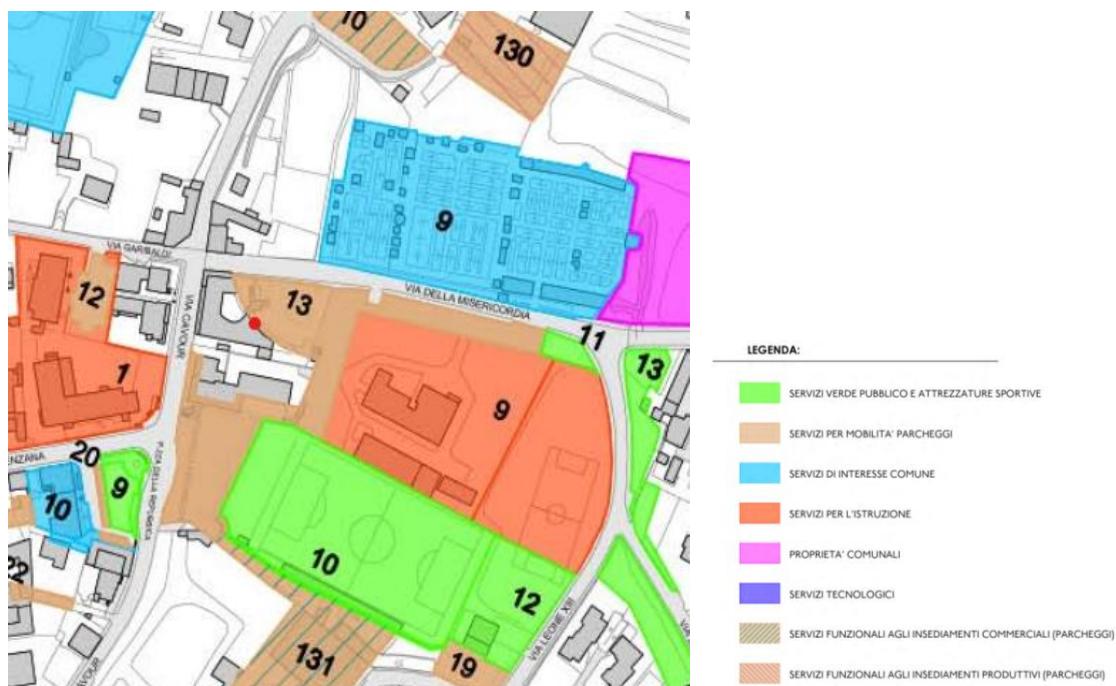 10
130
9
VIA GARIBALDI
12
13
VIA DELLA MISERICORDIA
VIA CAVOUR
11
13
1
9
20
ENZANA
9
P.ZZA DELLA REPUBBLICA
10
10
12
22
VIA LEONE XIII
131
19
AVOUR
VIA
LEGENDA:
SERVIZI VERDE PUBBLICO E ATTREZZATURE SPORTIVE
SERVIZI PER MOBILITA' PARCHEGGI
SERVIZI DI INTERESSE COMUNE
SERVIZI PER L'ISTRUZIONE
PROPRIETA' COMUNALI
SERVIZI TECNOLOGICI
SERVIZI FUNZIONALI AGLI INSEDIAMENTI COMMERCIALI (PARCHEGGI)
SERVIZI FUNZIONALI AGLI INSEDIAMENTI PRODUTTIVI (PARCHEGGI)